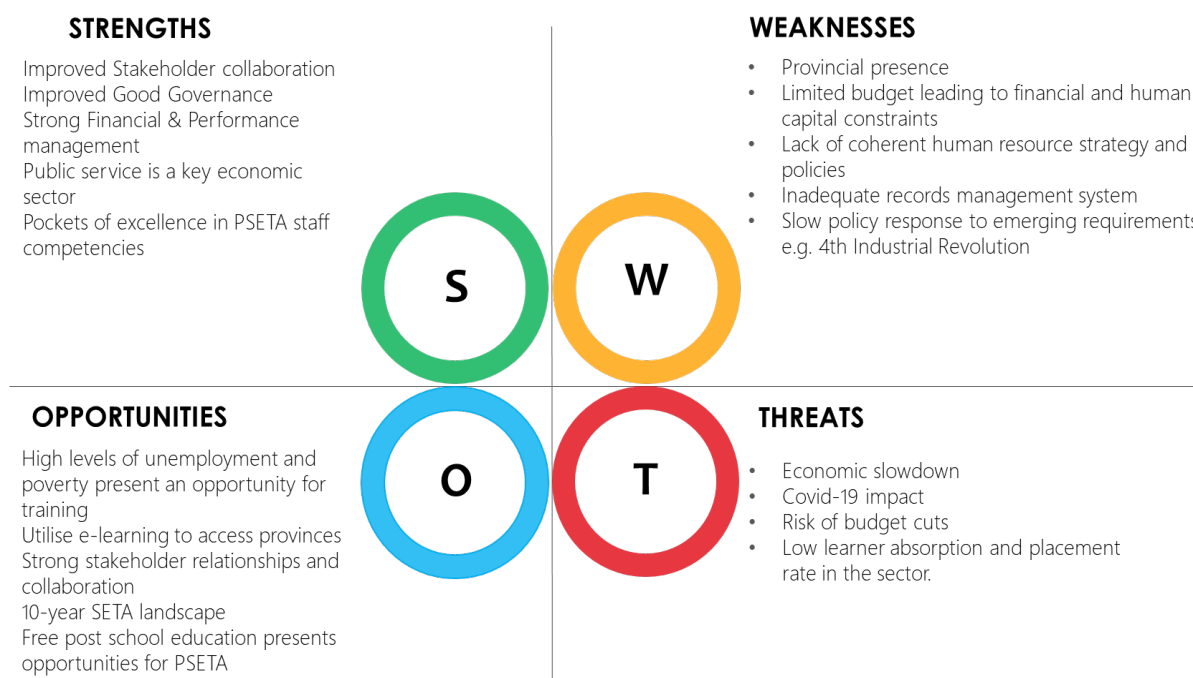 STRENGTHS
Improved Stakeholder collaboration
Improved Good Governance
Strong Financial & Performance
management
Public service is a key economic
sector
Pockets of excellence in PSETA staff
competencies
WEAKNESSES
• Provincial presence
• Limited budget leading to financial and human
capital constraints
• Lack of coherent human resource strategy and
policies
• Inadequate records management system
• Slow policy response to emerging requirements
e.g. 4th Industrial Revolution
S
W
OPPORTUNITIES
High levels of unemployment and
poverty present an opportunity for
training
Utilise e-learning to access provinces
Strong stakeholder relationships and
collaboration
10-year SETA landscape
Free post school education presents
opportunities for PSETA
O
T
THREATS
• Economic slowdown
• Covid-19 impact
• Risk of budget cuts
• Low learner absorption and placement
rate in the sector.